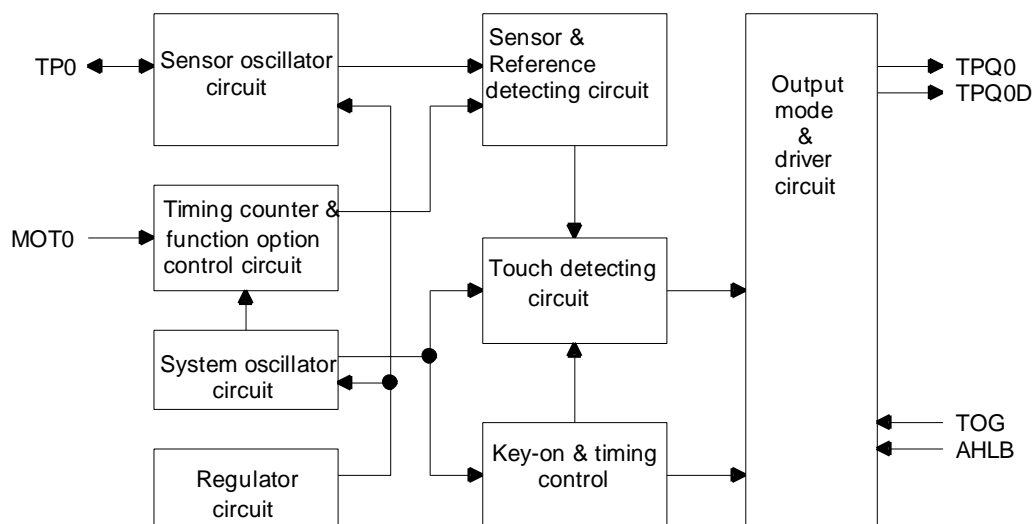 TP0
Sensor oscillator
circuit
Sensor &
Reference
detecting circuit
Output
mode
&
driver
circuit
TPQ0
TPQ0D
MOT0
Timing counter &
function option
control circuit
Touch detecting
circuit
System oscillator
circuit
TOG
AHLB
Regulator
circuit
Key-on & timing
control